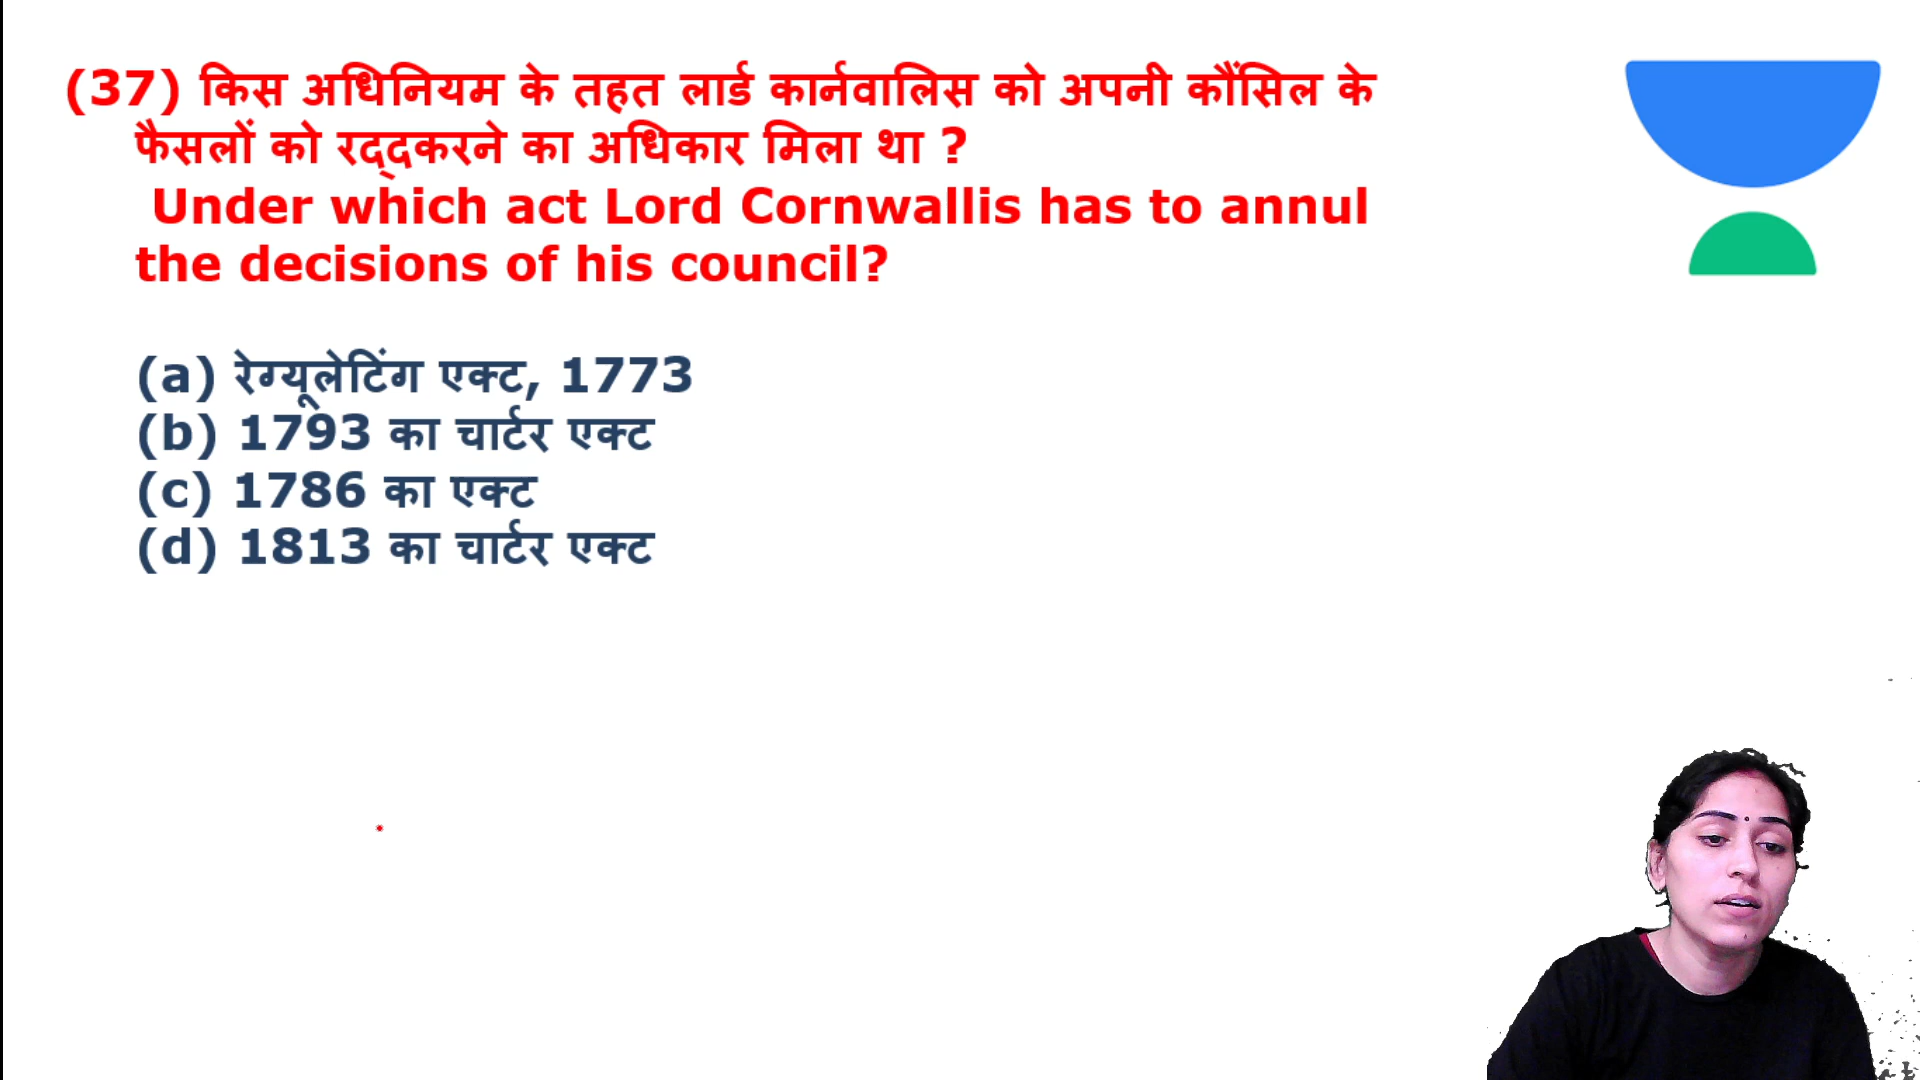 (37) किस अधिनियम के तहत लार्ड कार्नवालिस को अपनी कौंसिल के
फैसलों को रद्दकरने का अधिकार मिला था ?
Under which act Lord Cornwallis has to annul
the decisions of his council?
(a) रेग्यूलेटिंग एक्ट, 1773
(b) 1793 का चार्टर एक्ट
(c) 1786 का एक्ट
(d) 1813 का चार्टर एक्ट